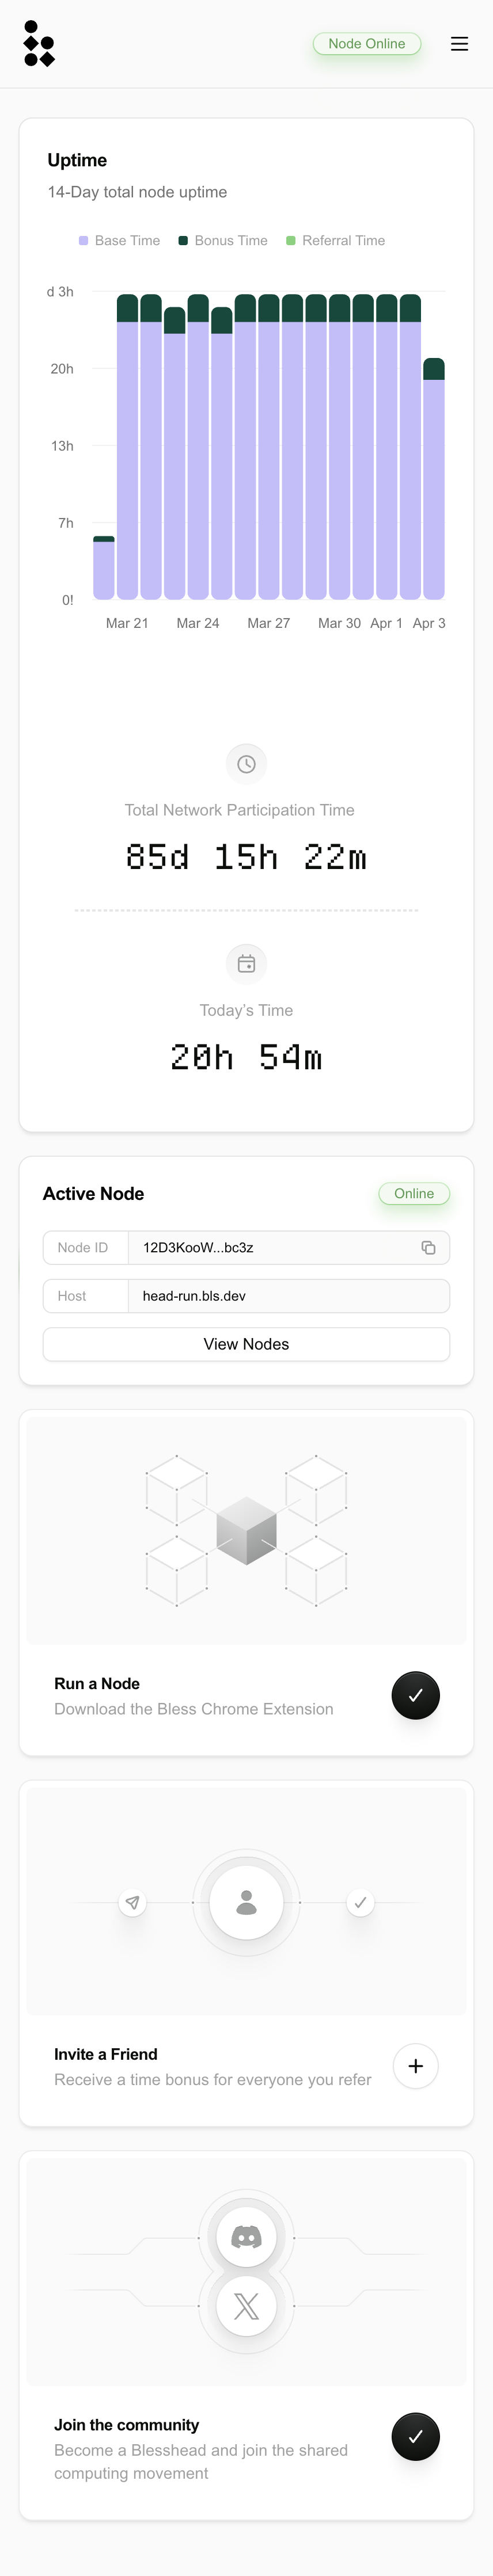 Node Online
Uptime
14-Day total node uptime
Base Time Bonus Time Referral Time
d 3h
20h
13h
7h
0!
Mar 21 Mar 24 Mar 27 Mar 30 Apr 1 Apr 3
Total Network Participation Time
85d 15h 22m
Today's Time
20h 54m
Active Node
Online
Node ID 12D3KooW...bc3z
Host head-run.bls.dev
View Nodes
Run a Node
Download the Bless Chrome Extension
Invite a Friend
Receive a time bonus for everyone you refer
Join the community
Become a Blesshead and join the shared
computing movement